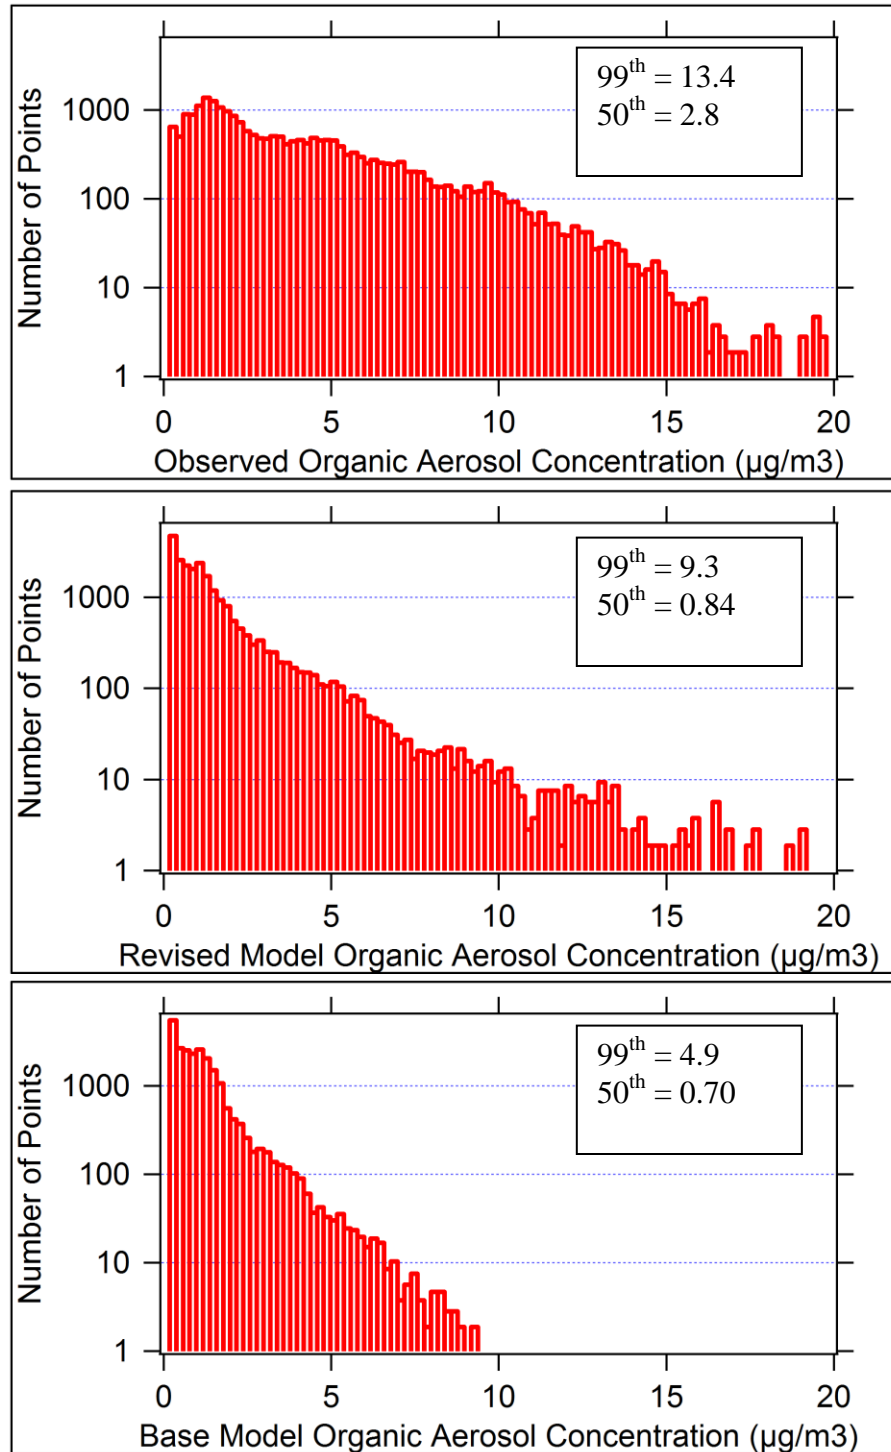 Number of Points
1000
100
10
1
99th = 13.4
50th = 2.8
0 5 10 15 20
Observed Organic Aerosol Concentration (µg/m3)
Number of Points
1000
100
10
1
99th = 9.3
50th = 0.84
0 5 10 15 20
Revised Model Organic Aerosol Concentration (µg/m3)
Number of Points
1000
100
10
1
99th = 4.9
50th = 0.70
0 5 10 15 20
Base Model Organic Aerosol Concentration (µg/m3)